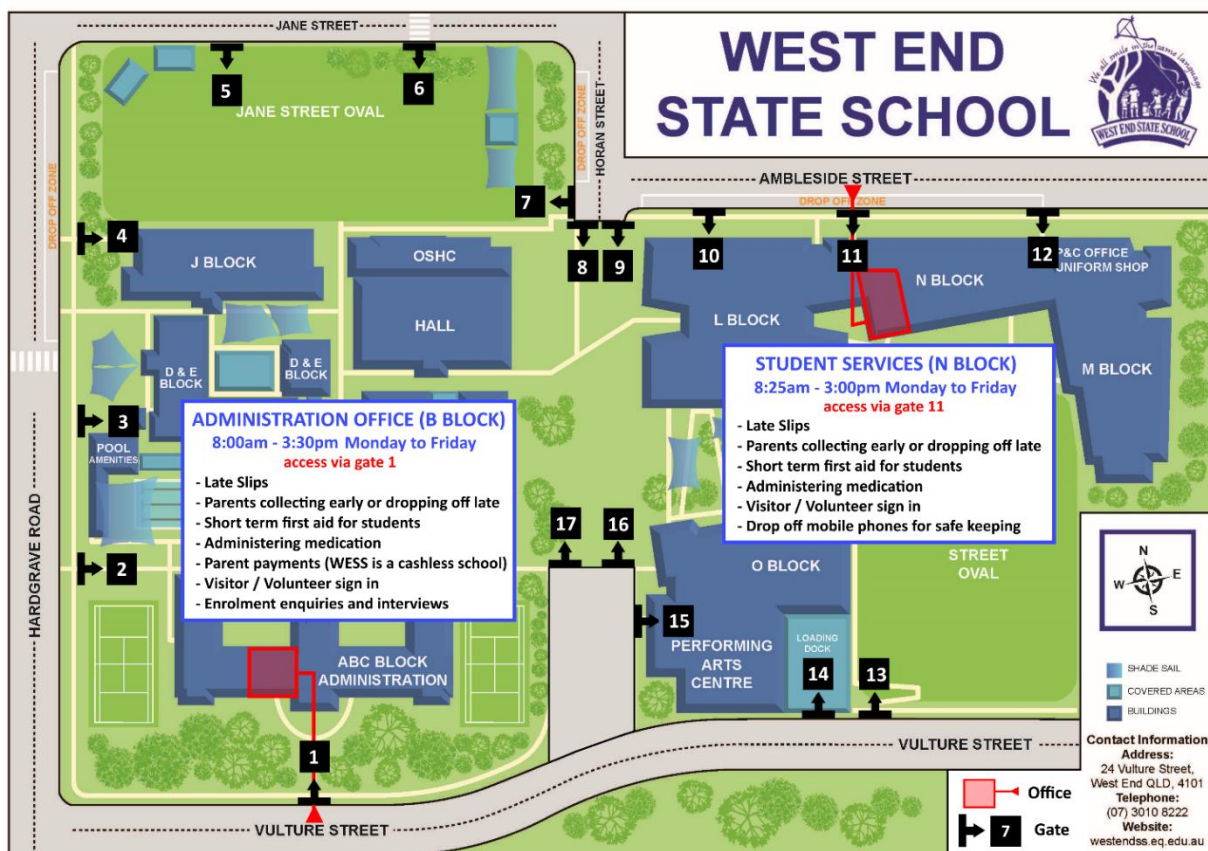 JANE STREET
WEST END
STATE SCHOOL
We all smile in the same language
WEST END STATE SCHOOL
5
6
JANE STREET OVAL
DROP OFF ZONE
DROP OFF ZONE
HORAN STREET
7
AMBLESIDE STREET
DROP OFF ZONE
4
J BLOCK
OSHC
HALL
8
9
10
11
12
P&C OFFICE
UNIFORM SHOP
N BLOCK
L BLOCK
M BLOCK
D & E
BLOCK
D & E
BLOCK
3
POOL
AMENITIES
HARDGRAVE ROAD
ADMINISTRATION OFFICE (B BLOCK)
8:00am - 3:30pm Monday to Friday
access via gate 1
- Late Slips
- Parents collecting early or dropping off late
- Short term first aid for students
- Administering medication
- Parent payments (WESS is a cashless school)
- Visitor / Volunteer sign in
- Enrolment enquiries and interviews
STUDENT SERVICES (N BLOCK)
8:25am - 3:00pm Monday to Friday
access via gate 11
- Late Slips
- Parents collecting early or dropping off late
- Short term first aid for students
- Administering medication
- Visitor / Volunteer sign in
- Drop off mobile phones for safe keeping
STREET
OVAL
2
17
16
O BLOCK
15
PERFORMING
ARTS
CENTRE
LOADING
DOCK
14
13
ABC BLOCK
ADMINISTRATION
1
VULTURE STREET
VULTURE STREET
N
W E
S
SHADE SAIL
COVERED AREAS
BUILDINGS
Contact Information
Address:
24 Vulture Street,
West End QLD, 4101
Telephone:
(07) 3010 8222
Website:
westendss.eq.edu.au
Office
7 Gate